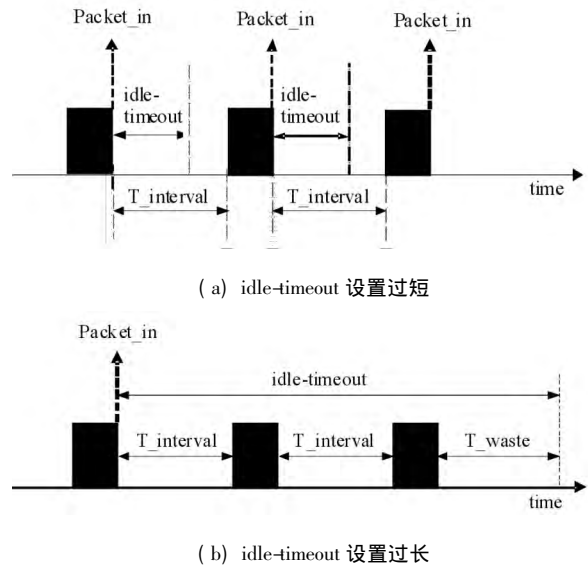 Packet_in Packet_in Packet_in
idle-
timeout
idle-
timeout
T_interval T_interval
time
( a) idle-timeout 设置过短
Packet_in
idle-timeout
T_interval T_interval T_waste
time
( b) idle-timeout 设置过长